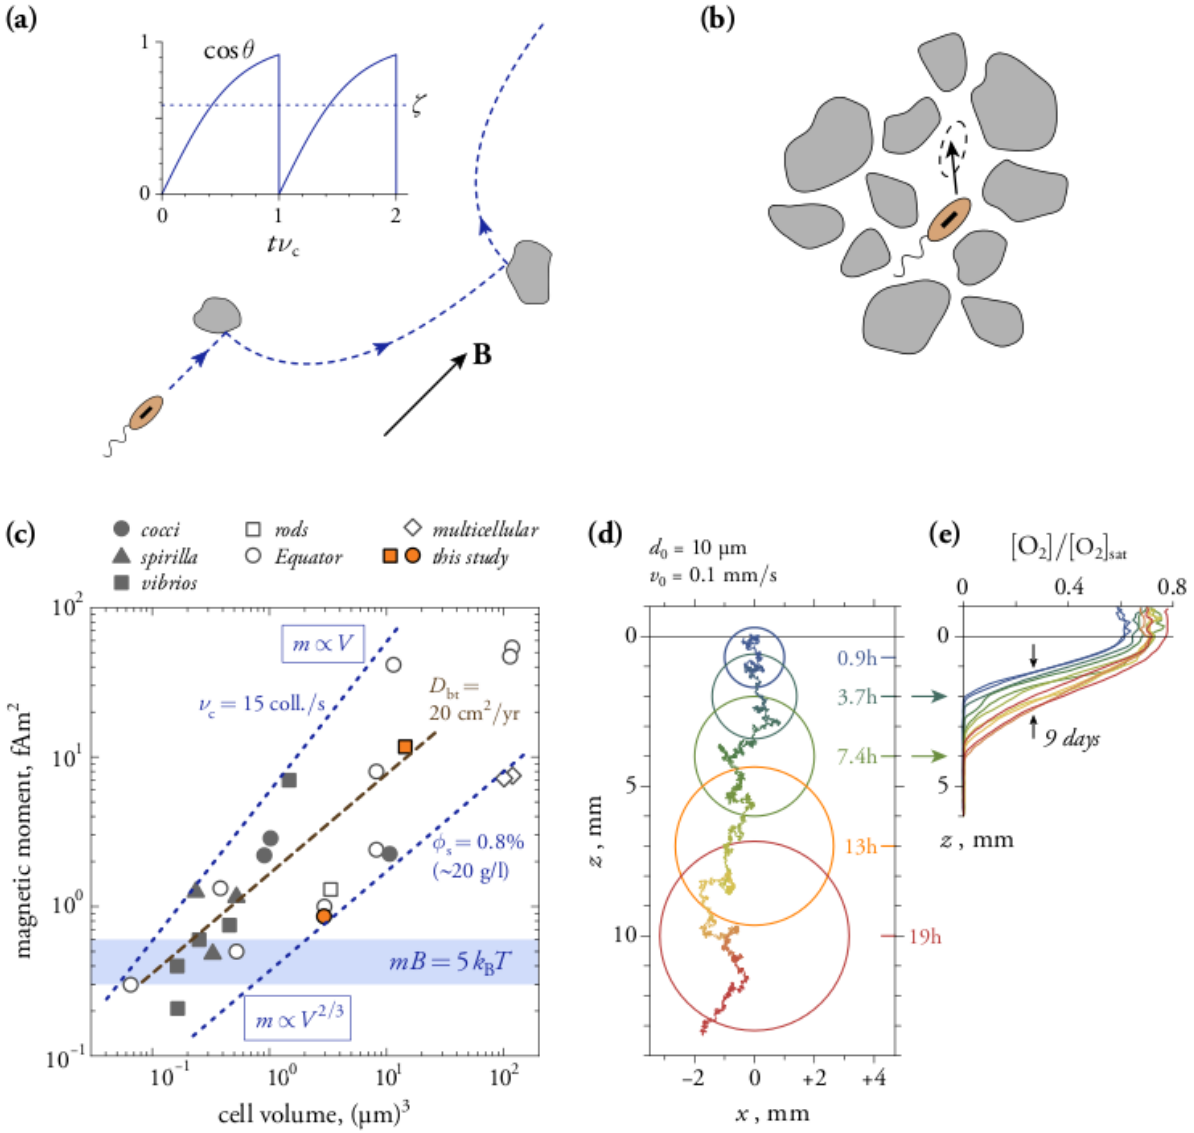 (a)
1
cos θ
ζ
0
0
1
2
tν_c
B
(b)
(c)
cocci
rods
multicellular
spirilla
Equator
this study
vibrios
10²
10¹
10⁰
10⁻¹
magnetic moment, fAm²
m ∝ V
ν_c = 15 coll./s
D_bt =
20 cm²/yr
ϕ_s = 0.8%
(~20 g/l)
mB = 5 k_BT
m ∝ V^{2/3}
10⁻¹
10⁰
10¹
10²
cell volume, (μm)³
(d)
d₀ = 10 μm
v₀ = 0.1 mm/s
0
5
10
z, mm
0.9h
3.7h
7.4h
13h
19h
−2
0
+2
+4
x, mm
(e)
[O₂]/[O₂]_sat
0
0.4
0.8
0
9 days
5
z, mm